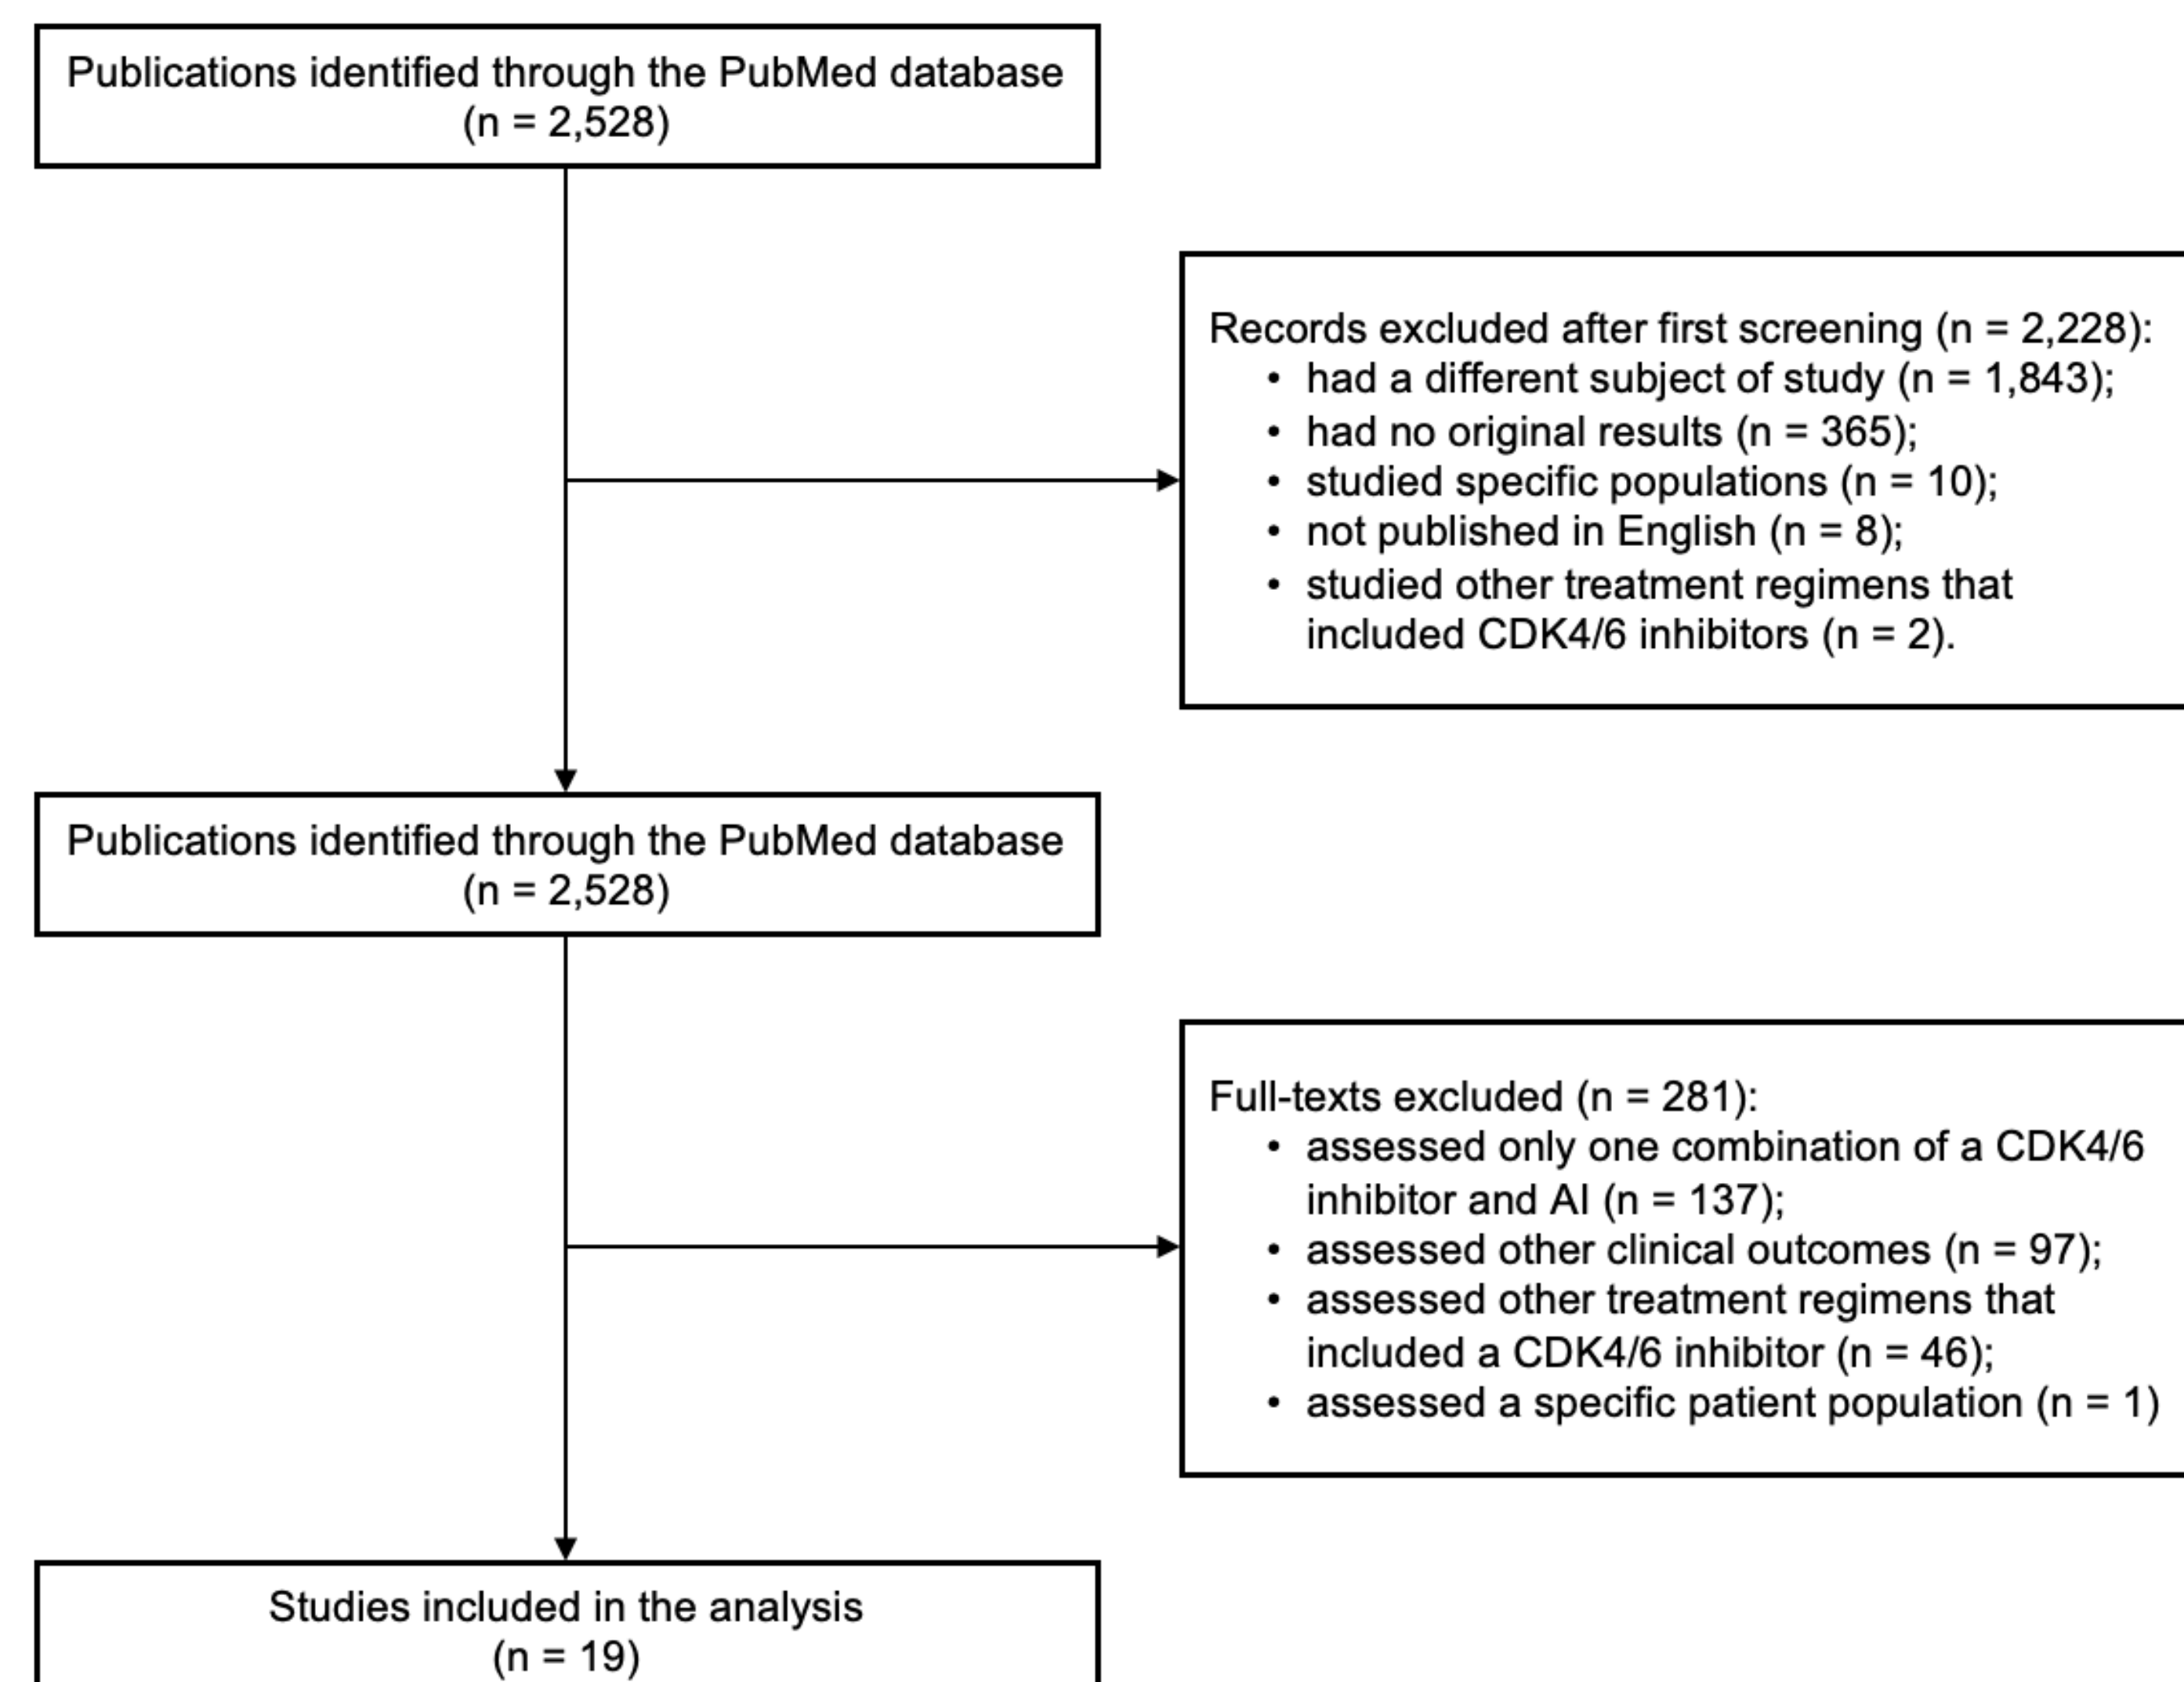 Publications identified through the PubMed database
(n = 2,528)
Records excluded after first screening (n = 2,228):
• had a different subject of study (n = 1,843);
• had no original results (n = 365);
• studied specific populations (n = 10);
• not published in English (n = 8);
• studied other treatment regimens that
included CDK4/6 inhibitors (n = 2).
Publications identified through the PubMed database
(n = 2,528)
Full-texts excluded (n = 281):
• assessed only one combination of a CDK4/6
inhibitor and AI (n = 137);
• assessed other clinical outcomes (n = 97);
• assessed other treatment regimens that
included a CDK4/6 inhibitor (n = 46);
• assessed a specific patient population (n = 1)
Studies included in the analysis
(n = 19)